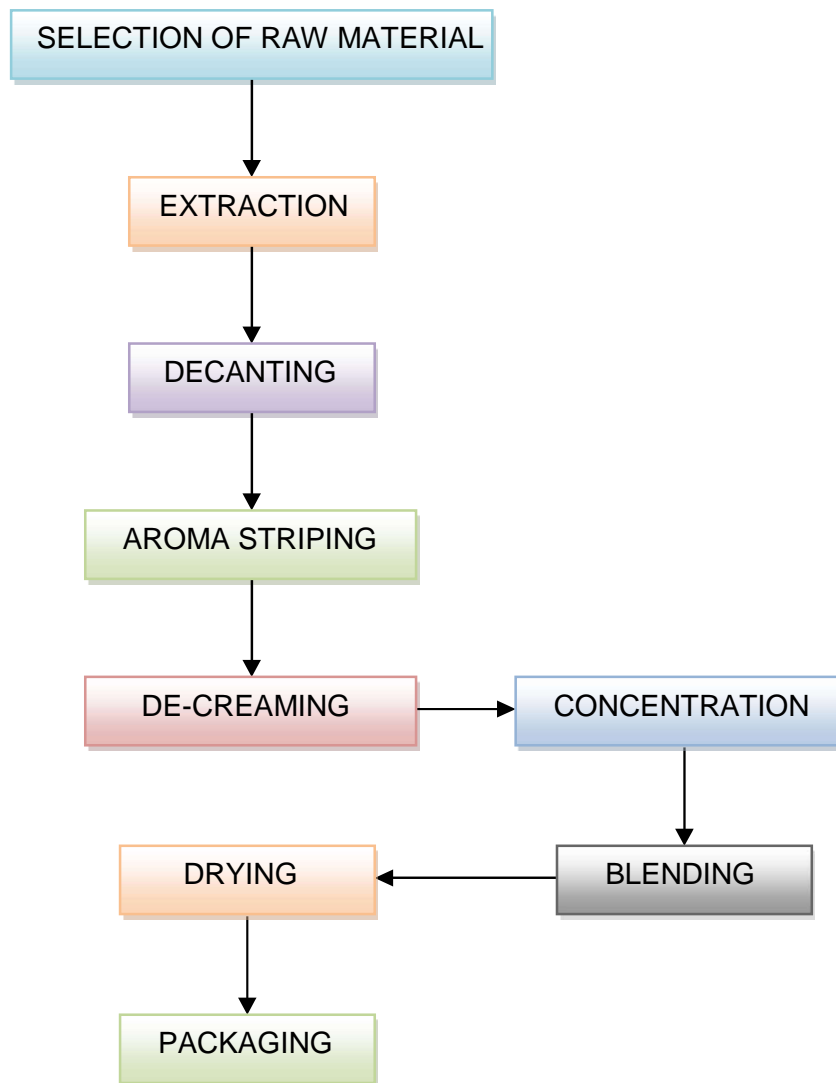 SELECTION OF RAW MATERIAL
EXTRACTION
DECANTING
AROMA STRIPING
DE-CREAMING
CONCENTRATION
BLENDING
DRYING
PACKAGING